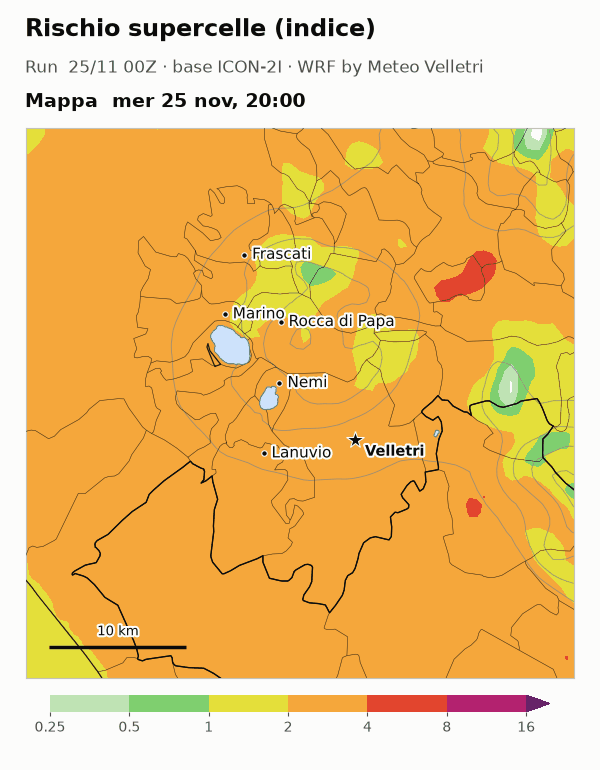 Rischio supercelle (indice)
Run  25/11 00Z · base ICON-2I · WRF by Meteo Velletri
Mappa  mer 25 nov, 20:00
Frascati
Marino
Rocca di Papa
Nemi
Velletri
Lanuvio
10 km
0.25 0.5 1 2 4 8 16